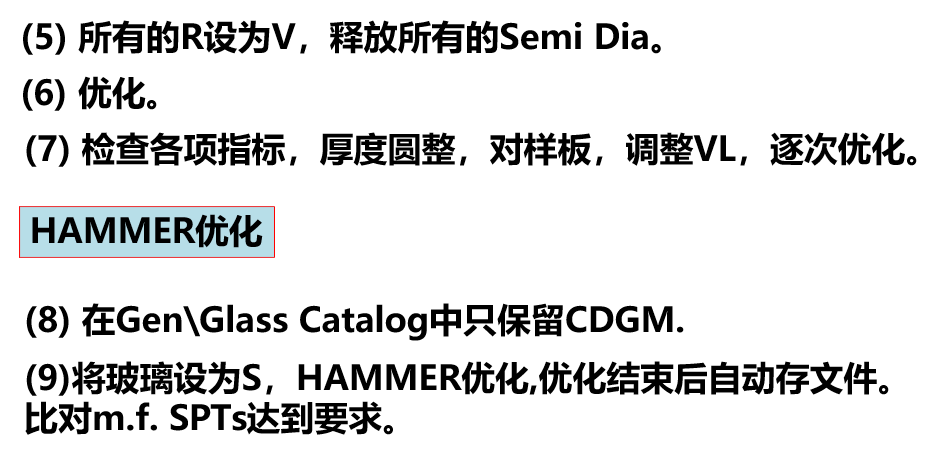 (5) 所有的R设为V，释放所有的Semi Dia。
(6) 优化。
(7) 检查各项指标，厚度圆整，对样板，调整VL，逐次优化。
HAMMER优化
(8) 在Gen\Glass Catalog中只保留CDGM.
(9)将玻璃设为S，HAMMER优化,优化结束后自动存文件。
比对m.f. SPTs达到要求。